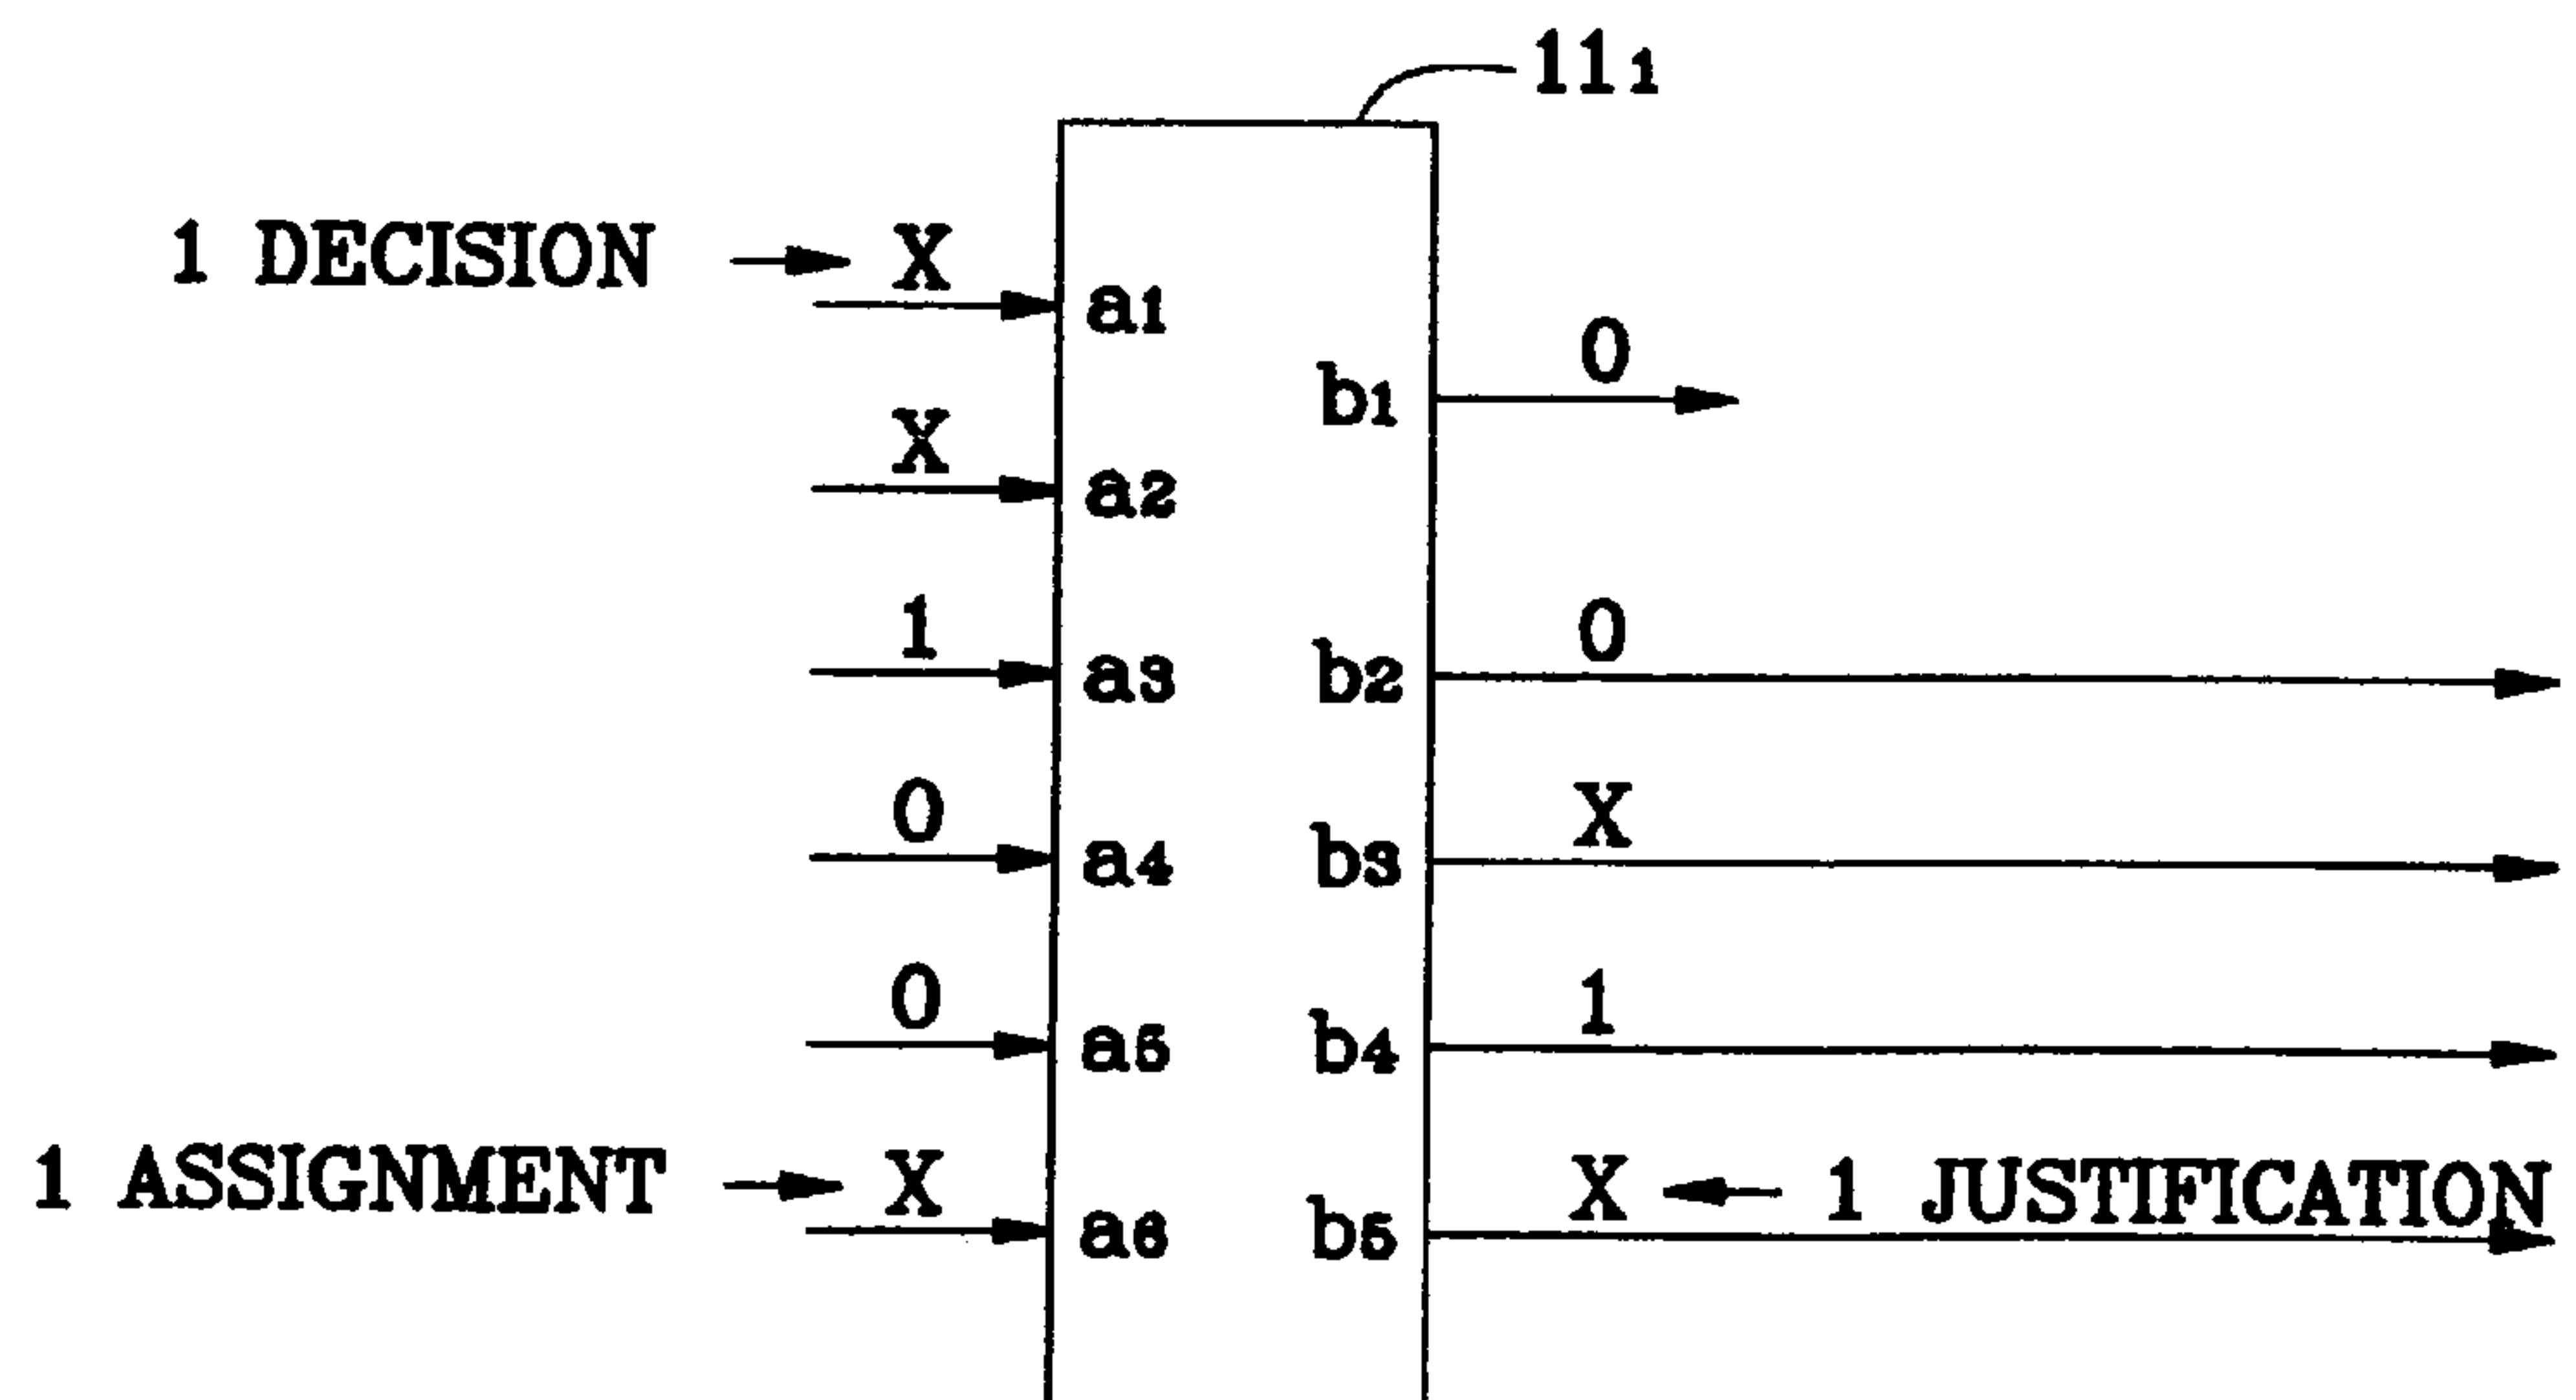 11₁
1 DECISION X
a1
0
b1
X
a2
1
0
a3
b2
0
X
a4
b3
0
1
a5
b4
1 ASSIGNMENT X
X 1 JUSTIFICATION
a6
b5